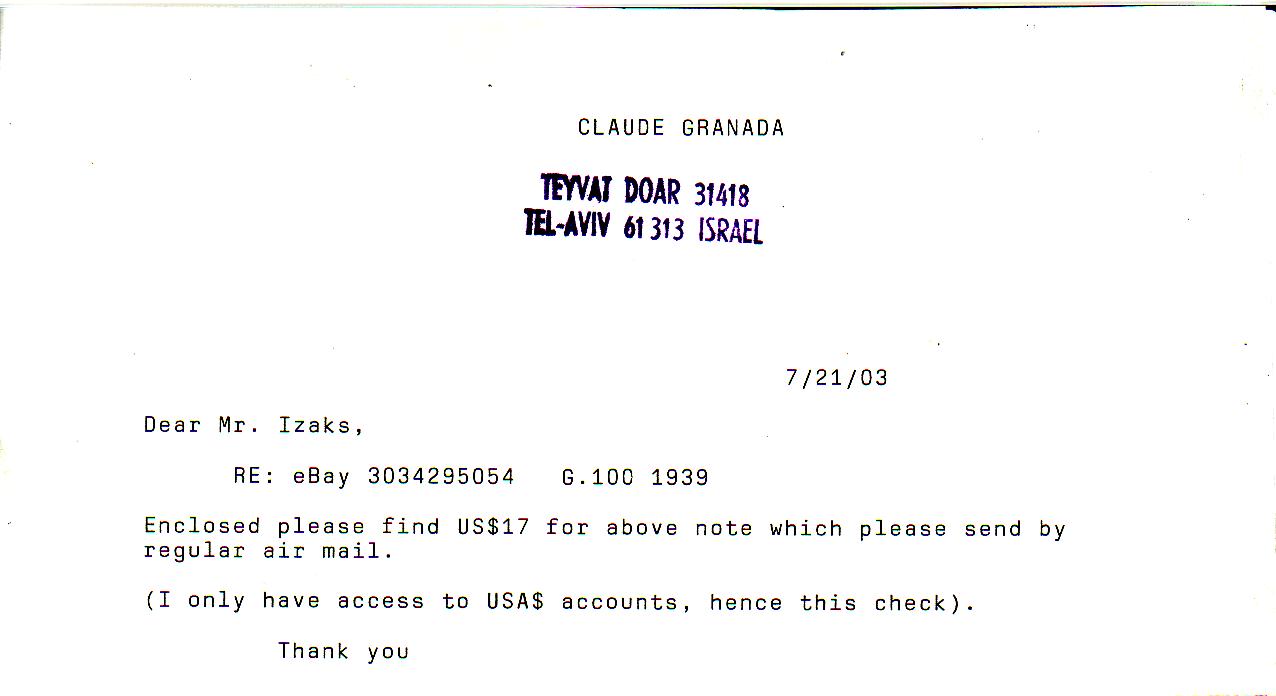 CLAUDE GRANADA
TEYVAT DOAR 31418
TEL-AVIV 61 313 ISRAEL
7/21/03
Dear Mr. Izaks,
RE: eBay 3034295054 G.100 1939
Enclosed please find US$17 for above note which please send by
regular air mail.
(I only have access to USA$ accounts, hence this check).
Thank you